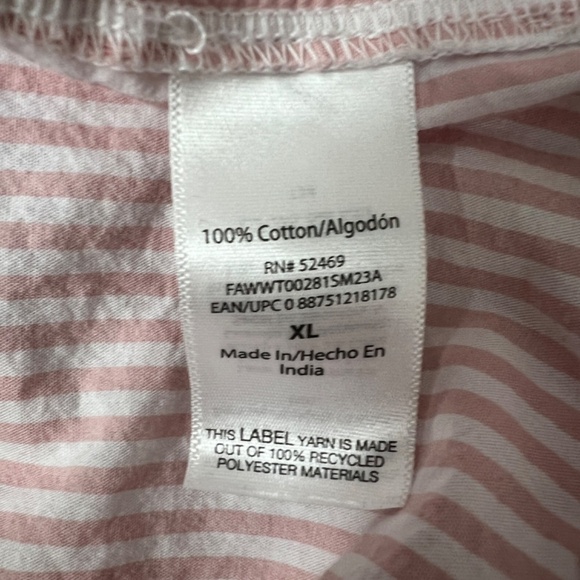 100% Cotton/Algodón
RN# 52469
FAWWT00281SM23A
EAN/UPC 0 88751218178
XL
Made In/Hecho En
India
THIS LABEL YARN IS MADE
OUT OF 100% RECYCLED
POLYESTER MATERIALS